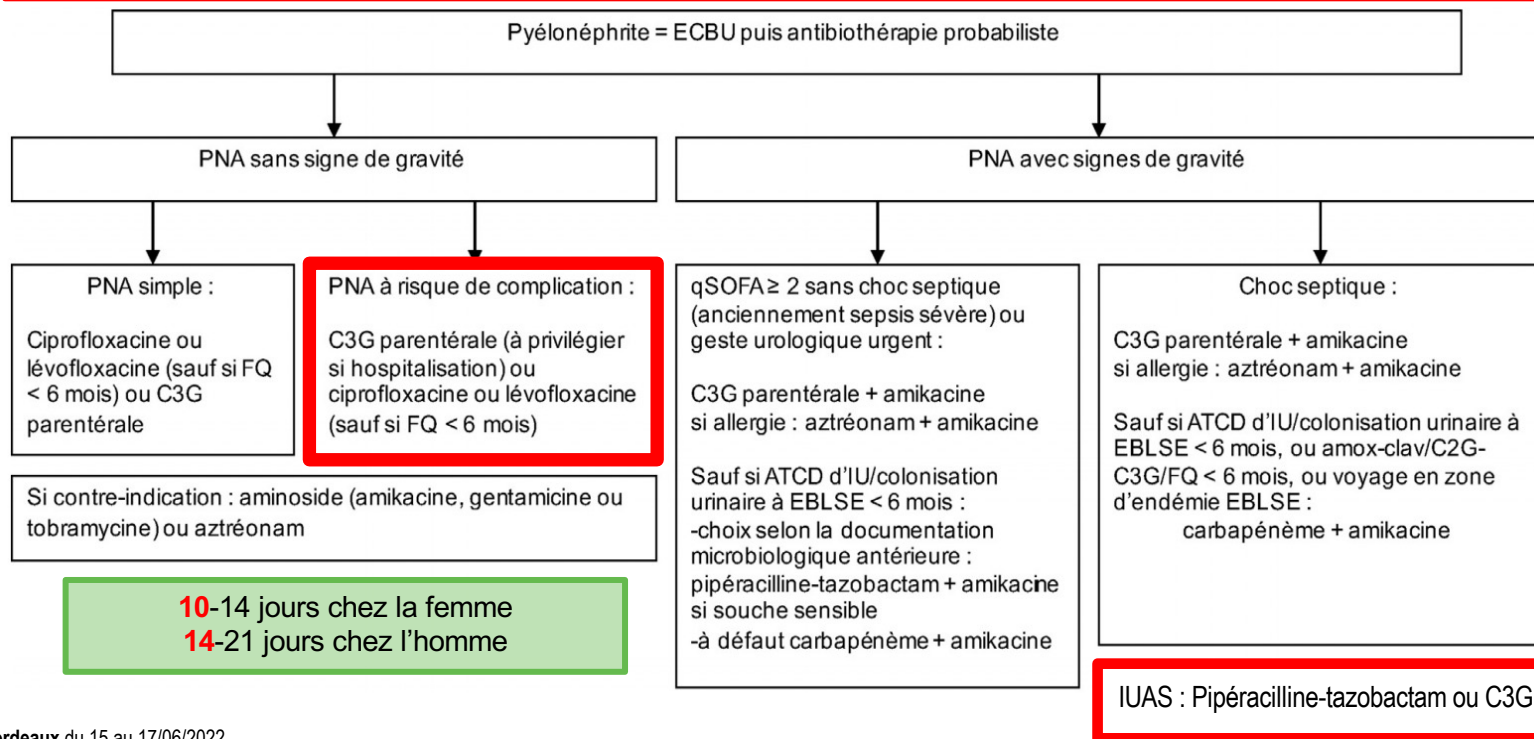 Pyélonéphrite = ECBU puis antibiothérapie probabiliste
PNA sans signe de gravité
PNA avec signes de gravité
PNA simple :
Ciprofloxacine ou
lévofloxacine (sauf si FQ
< 6 mois) ou C3G
parentérale
PNA à risque de complication :
C3G parentérale (à privilégier
si hospitalisation) ou
ciprofloxacine ou lévofloxacine
(sauf si FQ < 6 mois)
Si contre-indication : aminoside (amikacine, gentamicine ou
tobramycine) ou aztréonam
10-14 jours chez la femme
14-21 jours chez l'homme
qSOFA ≥ 2 sans choc septique
(anciennement sepsis sévère) ou
geste urologique urgent :
C3G parentérale + amikacine
si allergie : aztréonam + amikacine
Sauf si ATCD d'IU/colonisation
urinaire à EBLSE < 6 mois :
-choix selon la documentation
microbiologique antérieure :
pipéracilline-tazobactam + amikacine
si souche sensible
-à défaut carbapénème + amikacine
Choc septique :
C3G parentérale + amikacine
si allergie : aztréonam + amikacine
Sauf si ATCD d'IU/colonisation urinaire à
EBLSE < 6 mois, ou amox-clav/C2G-
C3G/FQ < 6 mois, ou voyage en zone
d'endémie EBLSE :
carbapénème + amikacine
IUAS : Pipéracilline-tazobactam ou C3G
du 15 au 17/06/2022